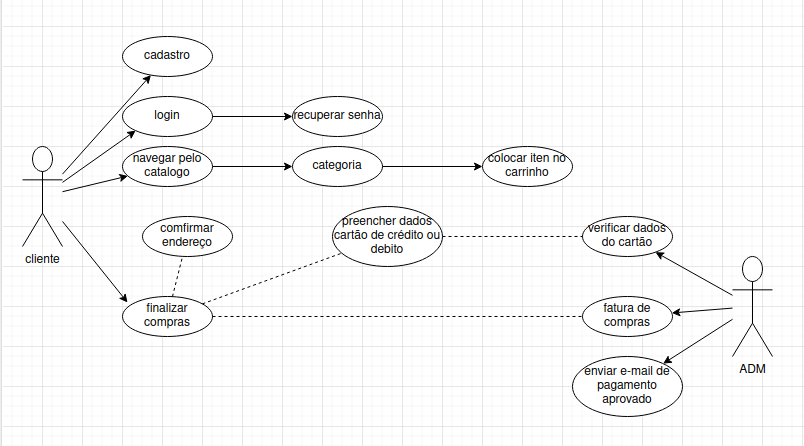 cadastro
login
recuperar senha
navegar pelo
catalogo
categoria
colocar iten no
carrinho
cliente
comfirmar
endereço
preencher dados
cartão de crédito ou
debito
verificar dados
do cartão
finalizar
compras
fatura de
compras
ADM
enviar e-mail de
pagamento
aprovado